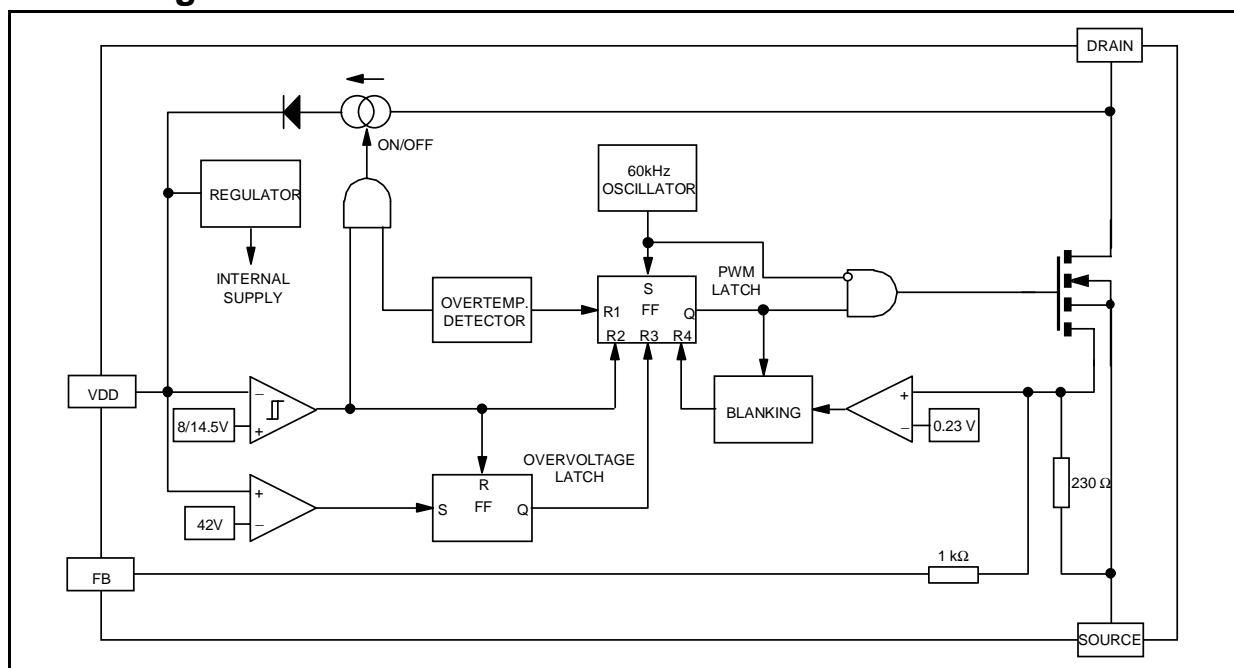 DRAIN
ON/OFF
REGULATOR
60kHz
OSCILLATOR
INTERNAL
SUPPLY
PWM
LATCH
S
FF
R1
Q
R2 R3 R4
OVERTEMP.
DETECTOR
VDD
−
8/14.5V
+
BLANKING
+
−
0.23 V
OVERVOLTAGE
LATCH
R
FF
S
Q
230 Ω
+
42V
−
FB
1 kΩ
SOURCE